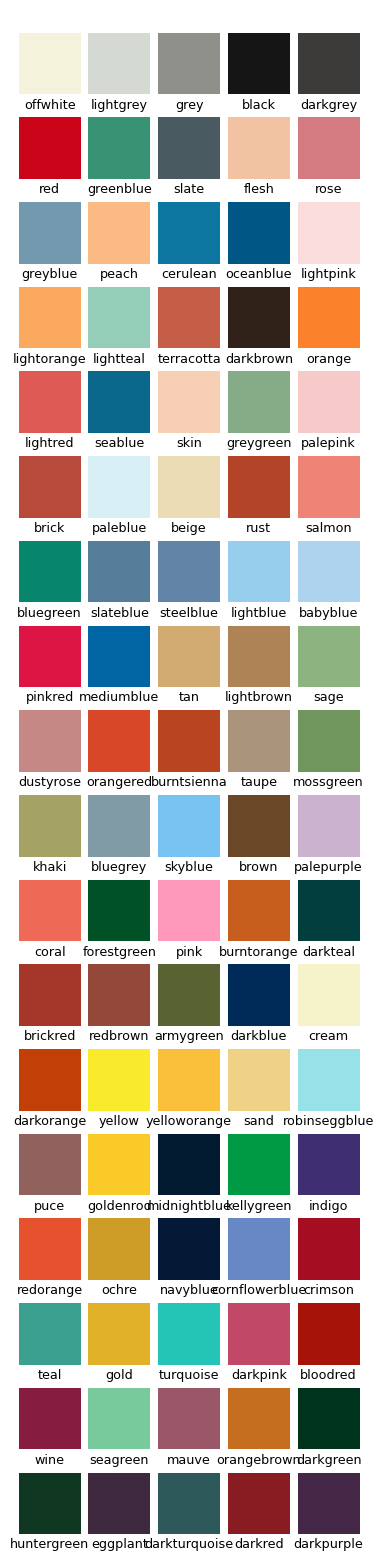 offwhite lightgrey grey black darkgrey
red greenblue slate flesh rose
greyblue peach cerulean oceanblue lightpink
lightorange lightteal terracotta darkbrown orange
lightred seablue skin greygreen palepink
brick paleblue beige rust salmon
bluegreen slateblue steelblue lightblue babyblue
pinkred mediumblue tan lightbrown sage
dustyrose orangered burntsienna taupe mossgreen
khaki bluegrey skyblue brown palepurple
coral forestgreen pink burntorange darkteal
brickred redbrown armygreen darkblue cream
darkorange yellow yelloworange sand robinseggblue
puce goldenrod midnightblue kellygreen indigo
redorange ochre navyblue cornflowerblue crimson
teal gold turquoise darkpink bloodred
wine seagreen mauve orangebrown darkgreen
huntergreen eggplant darkturquoise darkred darkpurple